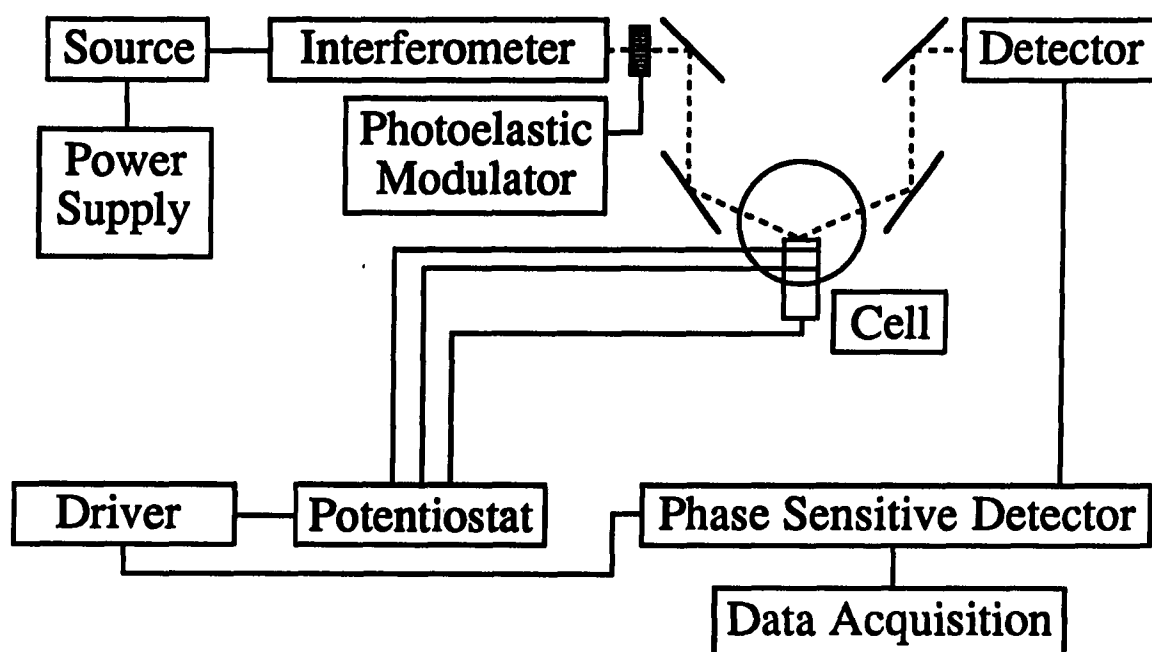 Source
Interferometer
Detector
Power
Supply
Photoelastic
Modulator
Cell
Driver
Potentiostat
Phase Sensitive Detector
Data Acquisition